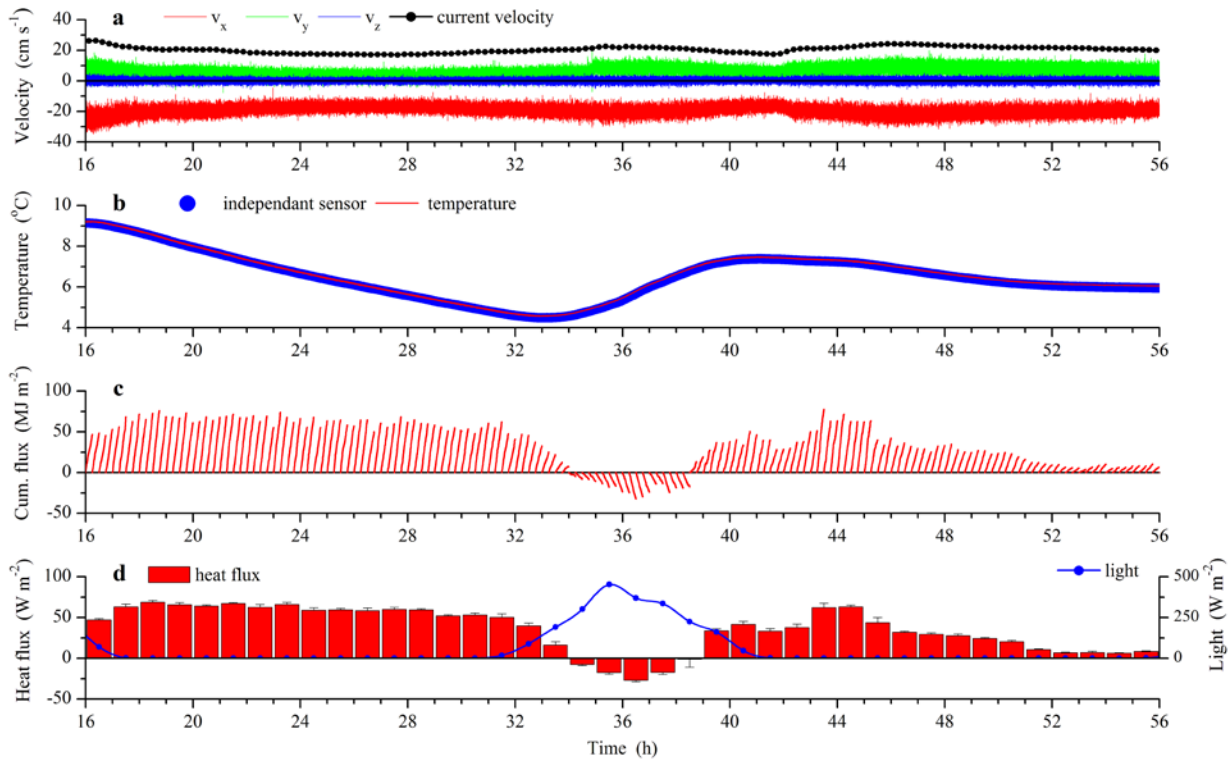 a v_x v_y v_z current velocity
Velocity (cm s⁻¹)
40
20
0
-20
-40
16 20 24 28 32 36 40 44 48 52 56
b independant sensor temperature
Temperature (°C)
10
8
6
4
16 20 24 28 32 36 40 44 48 52 56
c
Cum. flux (MJ m⁻²)
100
50
0
-50
16 20 24 28 32 36 40 44 48 52 56
d heat flux light
Heat flux (W m⁻²)
100
50
0
-50
500
250
0
Light (W m⁻²)
16 20 24 28 32 36 40 44 48 52 56
Time (h)